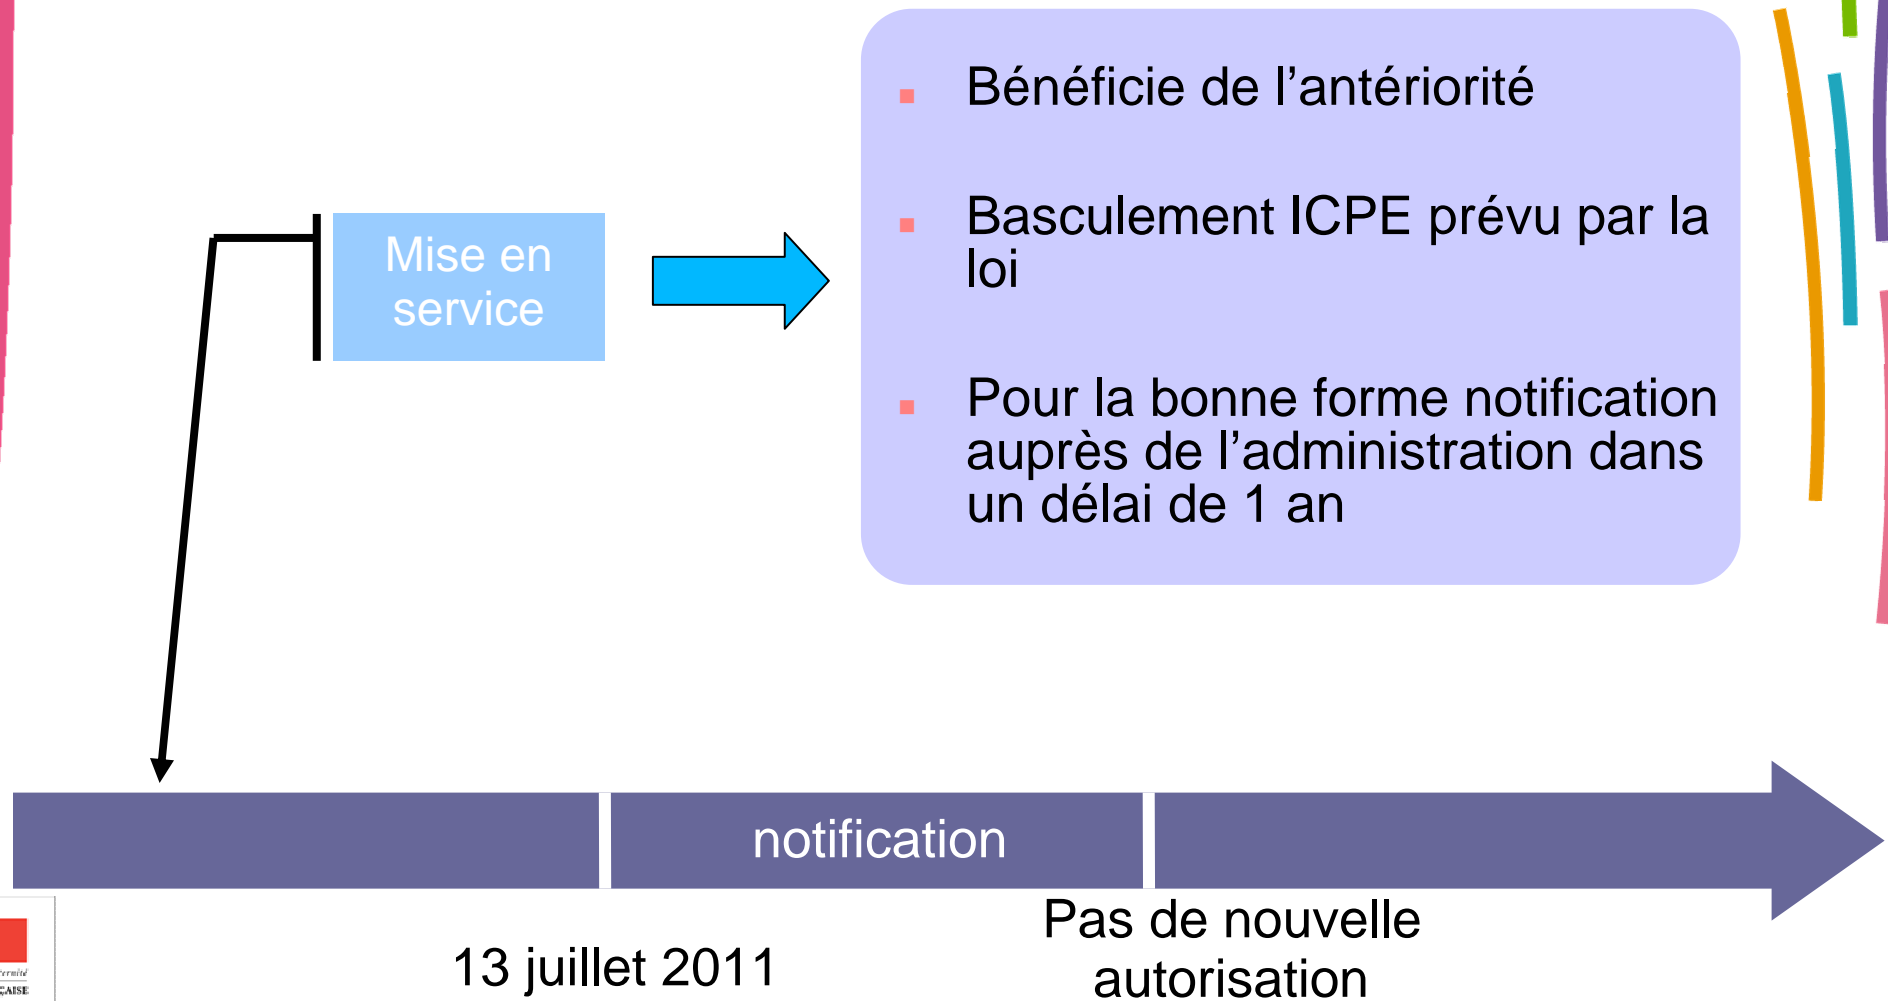 Bénéficie de l’antériorité
Basculement ICPE prévu par la
loi
Pour la bonne forme notification
auprès de l’administration dans
un délai de 1 an
Mise en
service
notification
13 juillet 2011
Pas de nouvelle
autorisation